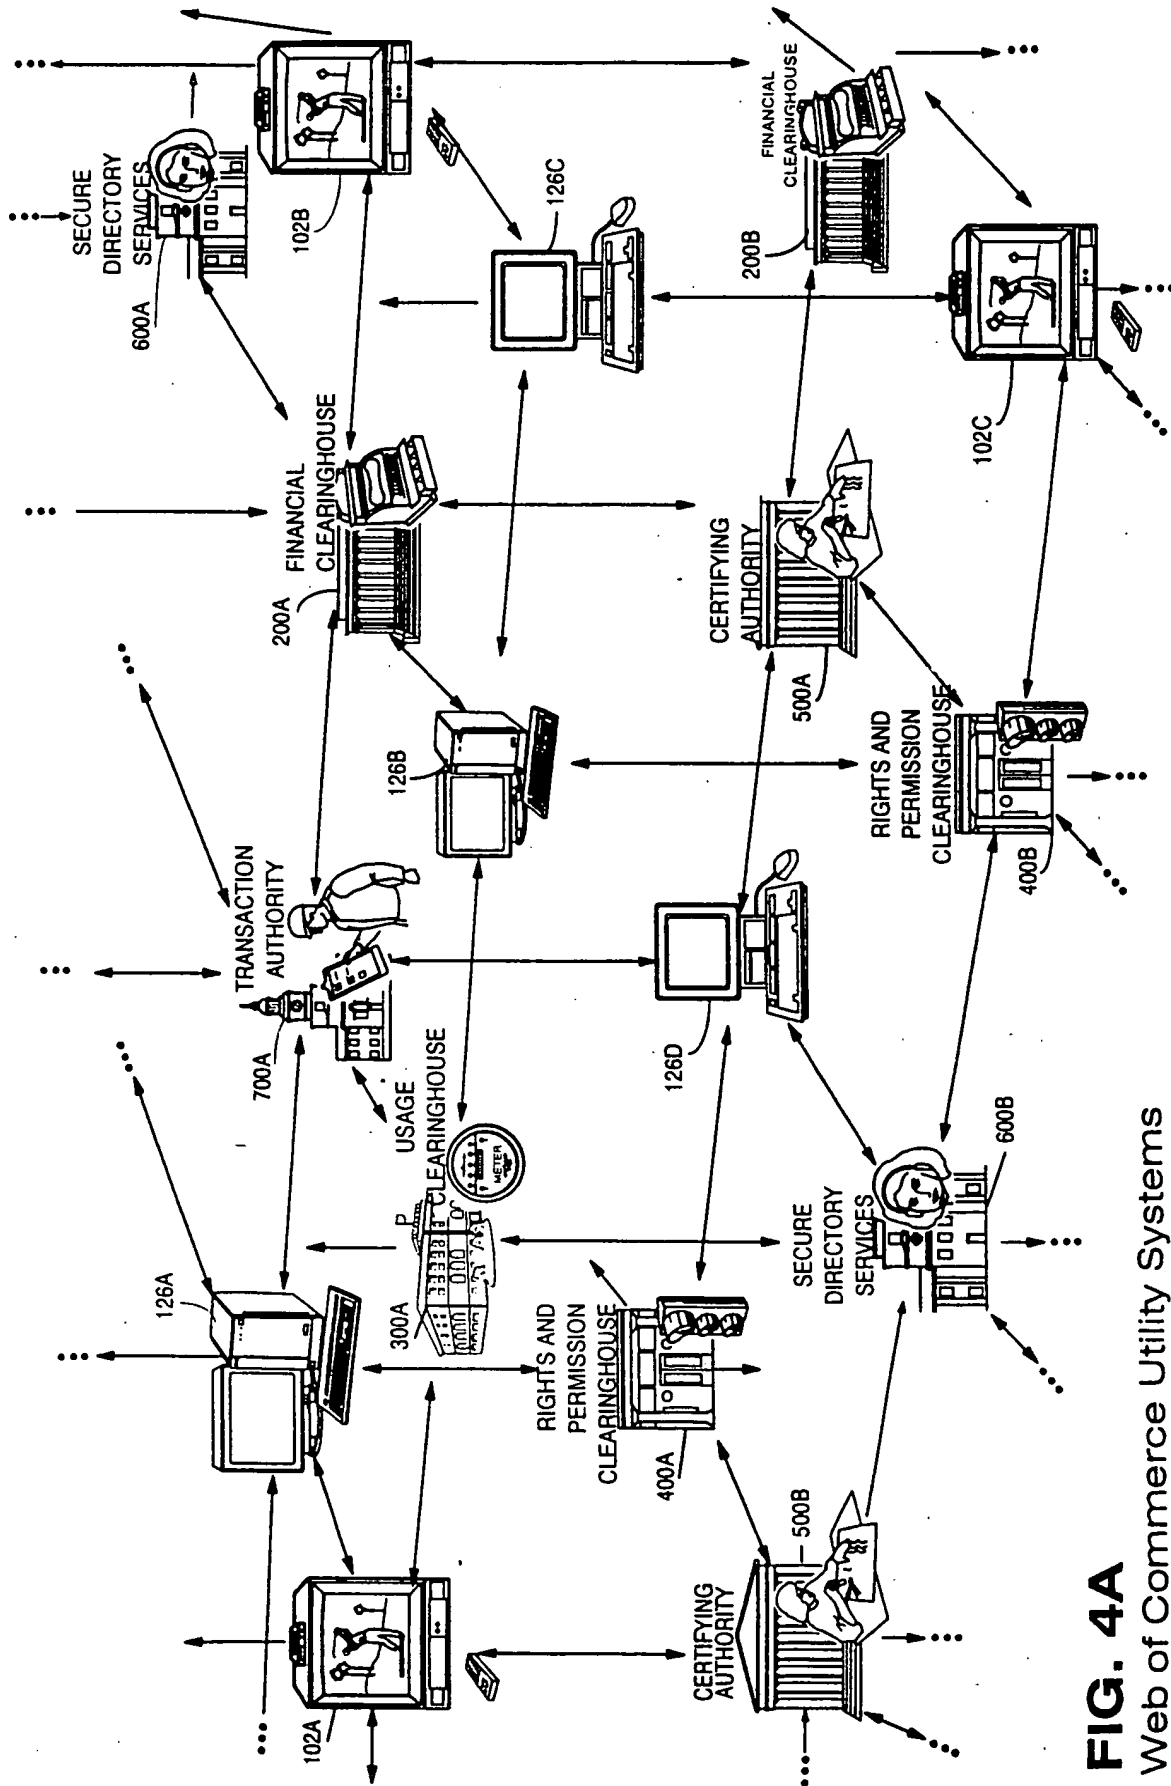 102A
126A
700A
TRANSACTION
AUTHORITY
200A
FINANCIAL
CLEARINGHOUSE
600A
SECURE
DIRECTORY
SERVICES
102B
300A
USAGE
CLEARINGHOUSE
METER
126B
126C
RIGHTS AND
PERMISSION
CLEARINGHOUSE
400A
126D
CERTIFYING
AUTHORITY
500A
200B
FINANCIAL
CLEARINGHOUSE
CERTIFYING
AUTHORITY
500B
SECURE
DIRECTORY
SERVICES
600B
RIGHTS AND
PERMISSION
CLEARINGHOUSE
400B
102C
FIG. 4A
Web of Commerce Utility Systems